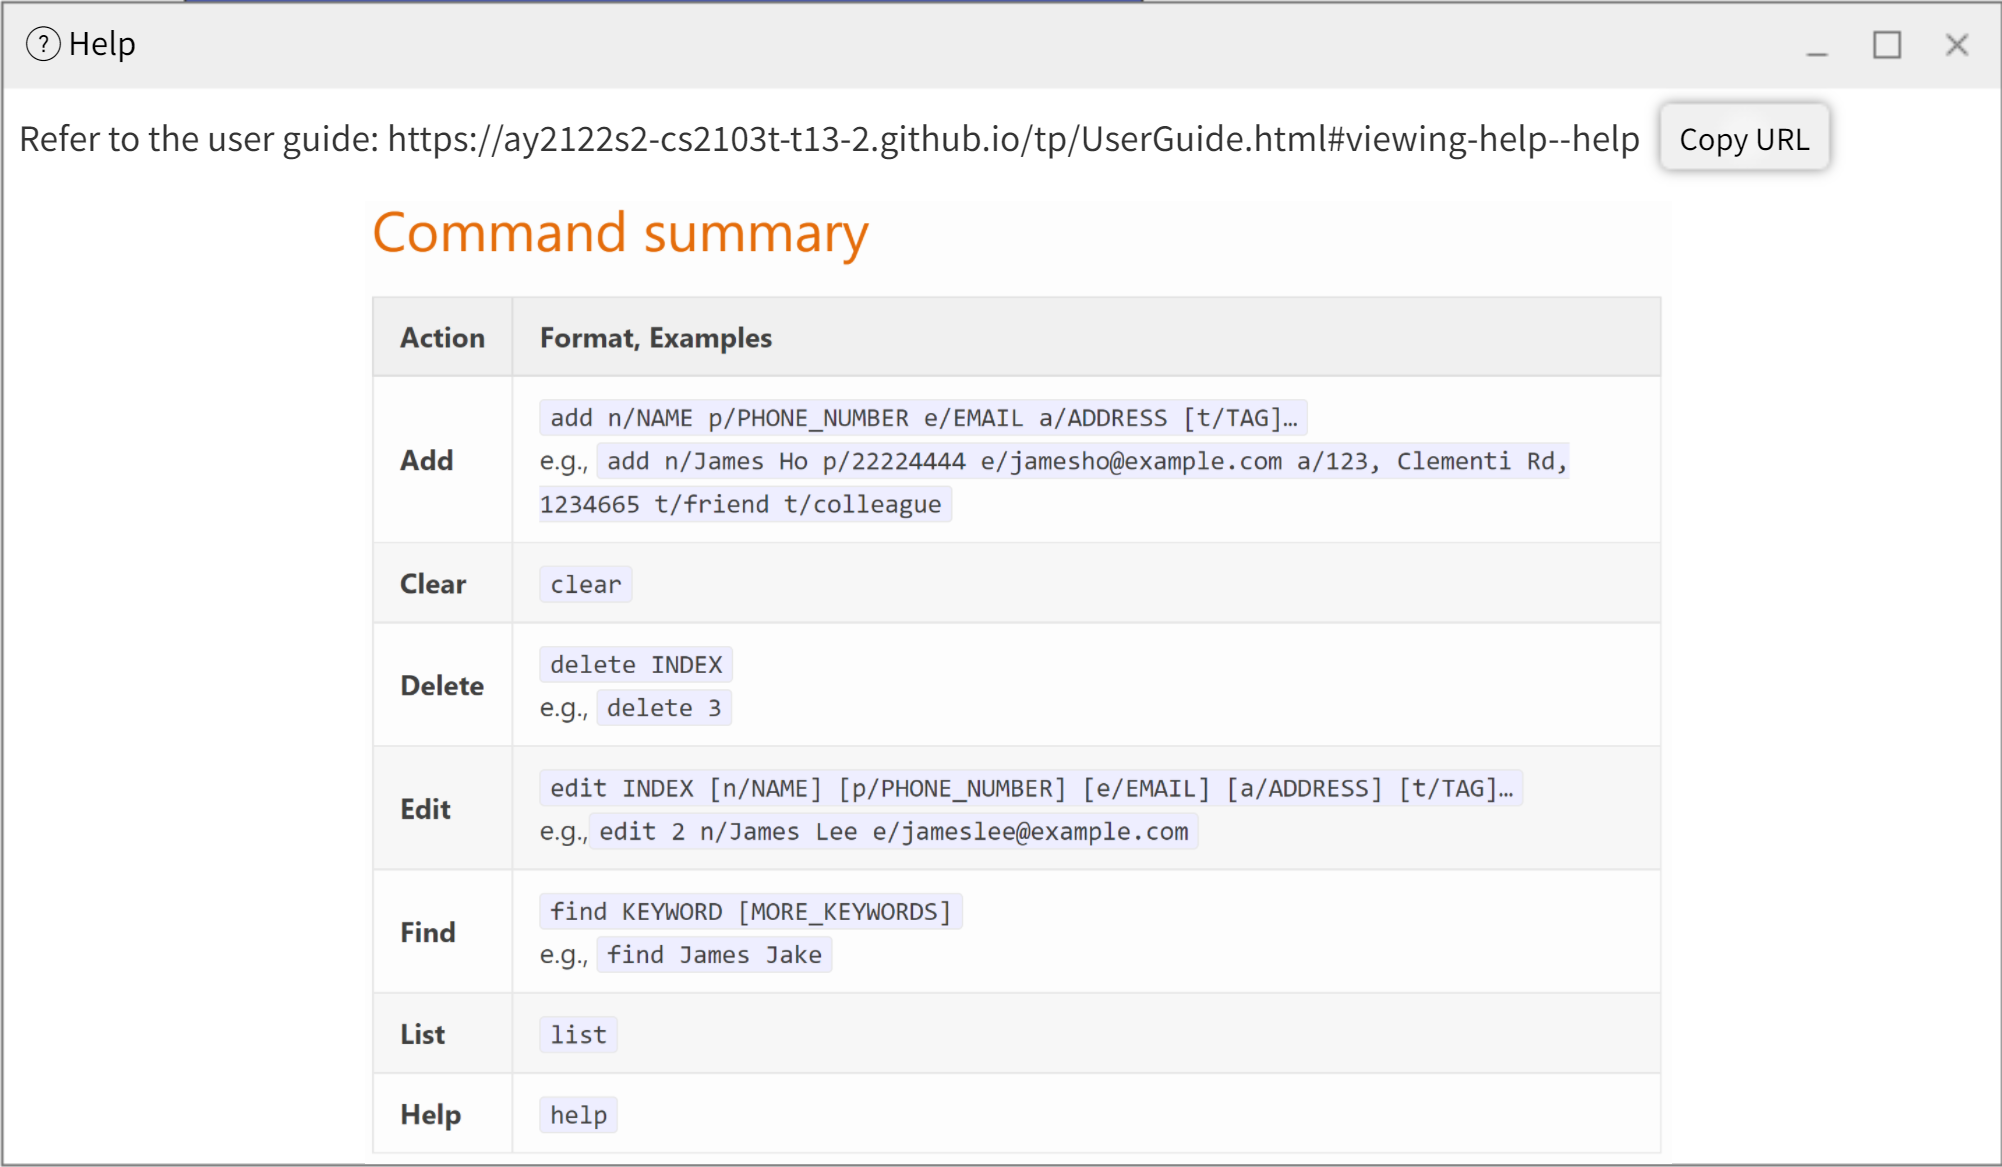 ? Help
Refer to the user guide: https://ay2122s2-cs2103t-t13-2.github.io/tp/UserGuide.html#viewing-help--help Copy URL
Command summary
Action Format, Examples
Add
add n/NAME p/PHONE_NUMBER e/EMAIL a/ADDRESS [t/TAG]…
e.g., add n/James Ho p/22224444 e/jamesho@example.com a/123, Clementi Rd,
1234665 t/friend t/colleague
Clear clear
Delete
delete INDEX
e.g., delete 3
Edit
edit INDEX [n/NAME] [p/PHONE_NUMBER] [e/EMAIL] [a/ADDRESS] [t/TAG]…
e.g., edit 2 n/James Lee e/jameslee@example.com
Find
find KEYWORD [MORE_KEYWORDS]
e.g., find James Jake
List list
Help help